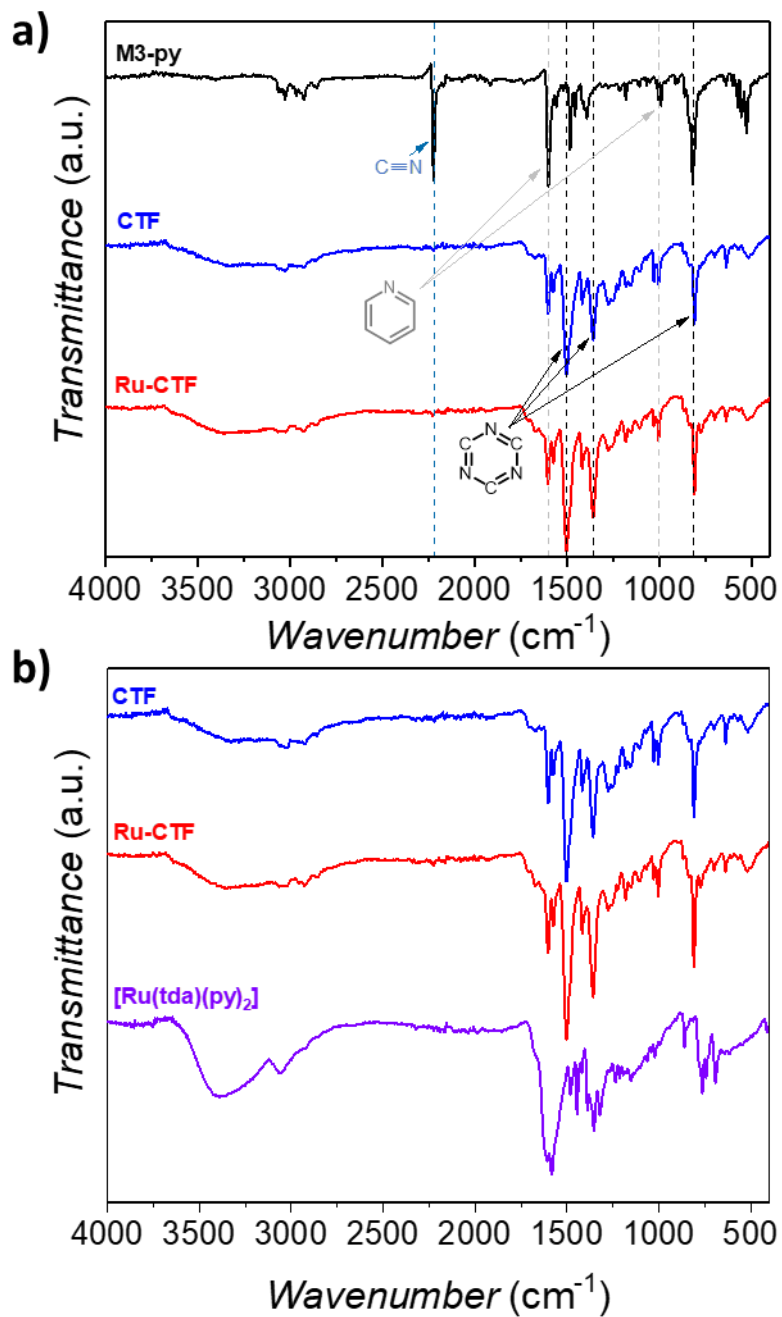 a)
M3-py
C≡N
CTF
N
Ru-CTF
N
C C
N N
C
Transmittance (a.u.)
4000 3500 3000 2500 2000 1500 1000 500
Wavenumber (cm⁻¹)
b)
CTF
Ru-CTF
[Ru(tda)(py)₂]
Transmittance (a.u.)
4000 3500 3000 2500 2000 1500 1000 500
Wavenumber (cm⁻¹)